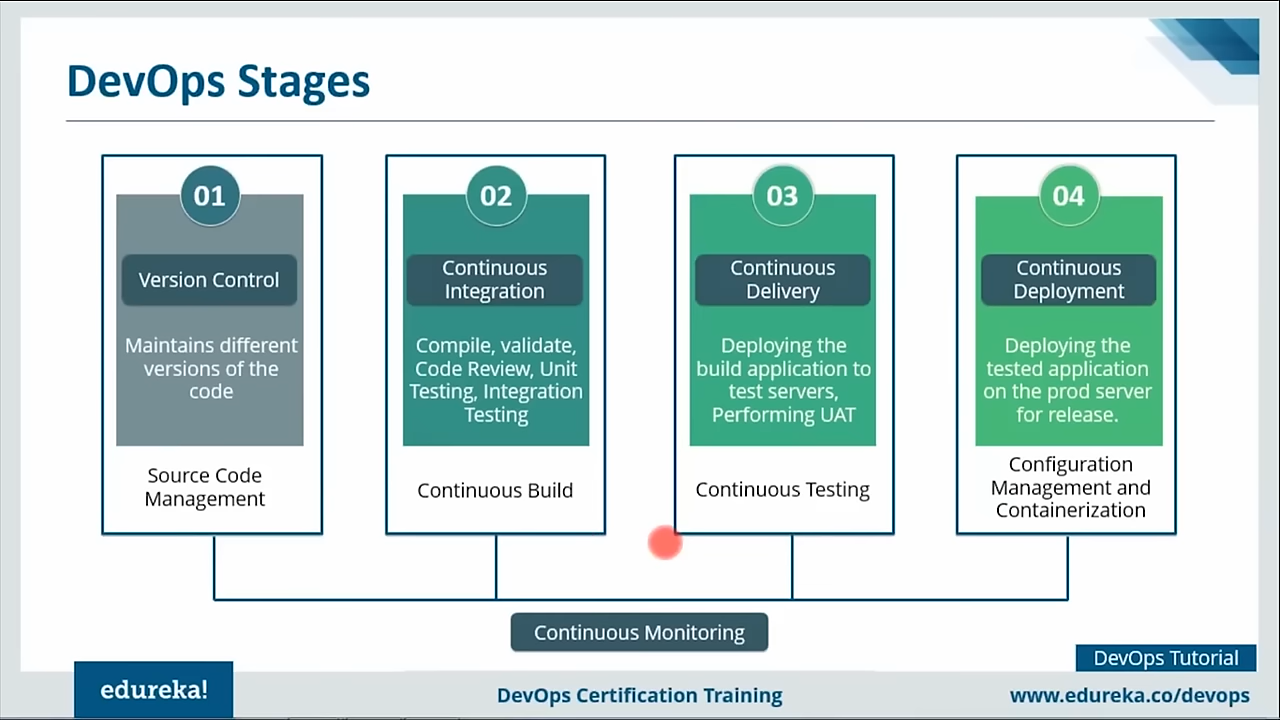 DevOps Stages
01
Version Control
Maintains different
versions of the
code
Source Code
Management
02
Continuous
Integration
Compile, validate,
Code Review, Unit
Testing, Integration
Testing
Continuous Build
03
Continuous
Delivery
Deploying the
build application to
test servers,
Performing UAT
Continuous Testing
04
Continuous
Deployment
Deploying the
tested application
on the prod server
for release.
Configuration
Management and
Containerization
Continuous Monitoring
DevOps Tutorial
edureka!
DevOps Certification Training
www.edureka.co/devops